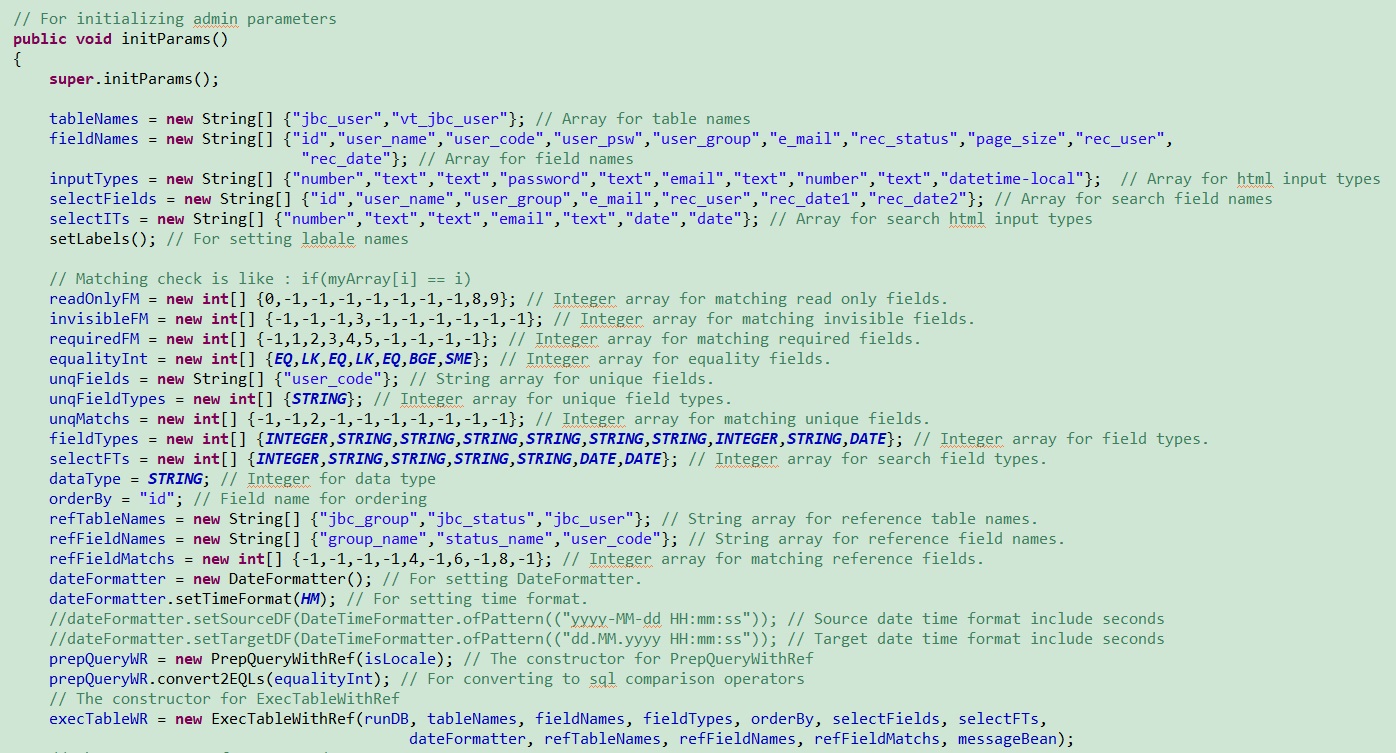 // For initializing admin parameters
public void initParams()
{
super.initParams();
tableNames = new String[] {"jbc_user","vt_jbc_user"}; // Array for table names
fieldNames = new String[] {"id","user_name","user_code","user_psw","user_group","e_mail","rec_status","page_size","rec_user",
"rec_date"}; // Array for field names
inputTypes = new String[] {"number","text","text","password","text","email","text","number","text","datetime-local"};  // Array for html input types
selectFields = new String[] {"id","user_name","user_group","e_mail","rec_user","rec_date1","rec_date2"}; // Array for search field names
selectITs = new String[] {"number","text","text","email","text","date","date"}; // Array for search html input types
setLabels(); // For setting labale names
// Matching check is like : if(myArray[i] == i)
readOnlyFM = new int[] {0,-1,-1,-1,-1,-1,-1,-1,8,9}; // Integer array for matching read only fields.
invisibleFM = new int[] {-1,-1,-1,3,-1,-1,-1,-1,-1,-1}; // Integer array for matching invisible fields.
requiredFM = new int[] {-1,1,2,3,4,5,-1,-1,-1,-1}; // Integer array for matching required fields.
equalityInt = new int[] {EQ,LK,EQ,LK,EQ,BGE,SME}; // Integer array for equality fields.
unqFields = new String[] {"user_code"}; // String array for unique fields.
unqFieldTypes = new int[] {STRING}; // Integer array for unique field types.
unqMatchs = new int[] {-1,-1,2,-1,-1,-1,-1,-1,-1,-1}; // Integer array for matching unique fields.
fieldTypes = new int[] {INTEGER,STRING,STRING,STRING,STRING,STRING,STRING,INTEGER,STRING,DATE}; // Integer array for field types.
selectFTs = new int[] {INTEGER,STRING,STRING,STRING,STRING,DATE,DATE}; // Integer array for search field types.
dataType = STRING; // Integer for data type
orderBy = "id"; // Field name for ordering
refTableNames = new String[] {"jbc_group","jbc_status","jbc_user"}; // String array for reference table names.
refFieldNames = new String[] {"group_name","status_name","user_code"}; // String array for reference field names.
refFieldMatchs = new int[] {-1,-1,-1,-1,4,-1,6,-1,8,-1}; // Integer array for matching reference fields.
dateFormatter = new DateFormatter(); // For setting DateFormatter.
dateFormatter.setTimeFormat(HM); // For setting time format.
//dateFormatter.setSourceDF(DateTimeFormatter.ofPattern(("yyyy-MM-dd HH:mm:ss")); // Source date time format include seconds
//dateFormatter.setTargetDF(DateTimeFormatter.ofPattern(("dd.MM.yyyy HH:mm:ss")); // Target date time format include seconds
prepQueryWR = new PrepQueryWithRef(isLocale); // The constructor for PrepQueryWithRef
prepQueryWR.convert2EQLs(equalityInt); // For converting to sql comparison operators
// The constructor for ExecTableWithRef
execTableWR = new ExecTableWithRef(runDB, tableNames, fieldNames, fieldTypes, orderBy, selectFields, selectFTs,
dateFormatter, refTableNames, refFieldNames, refFieldMatchs, messageBean);